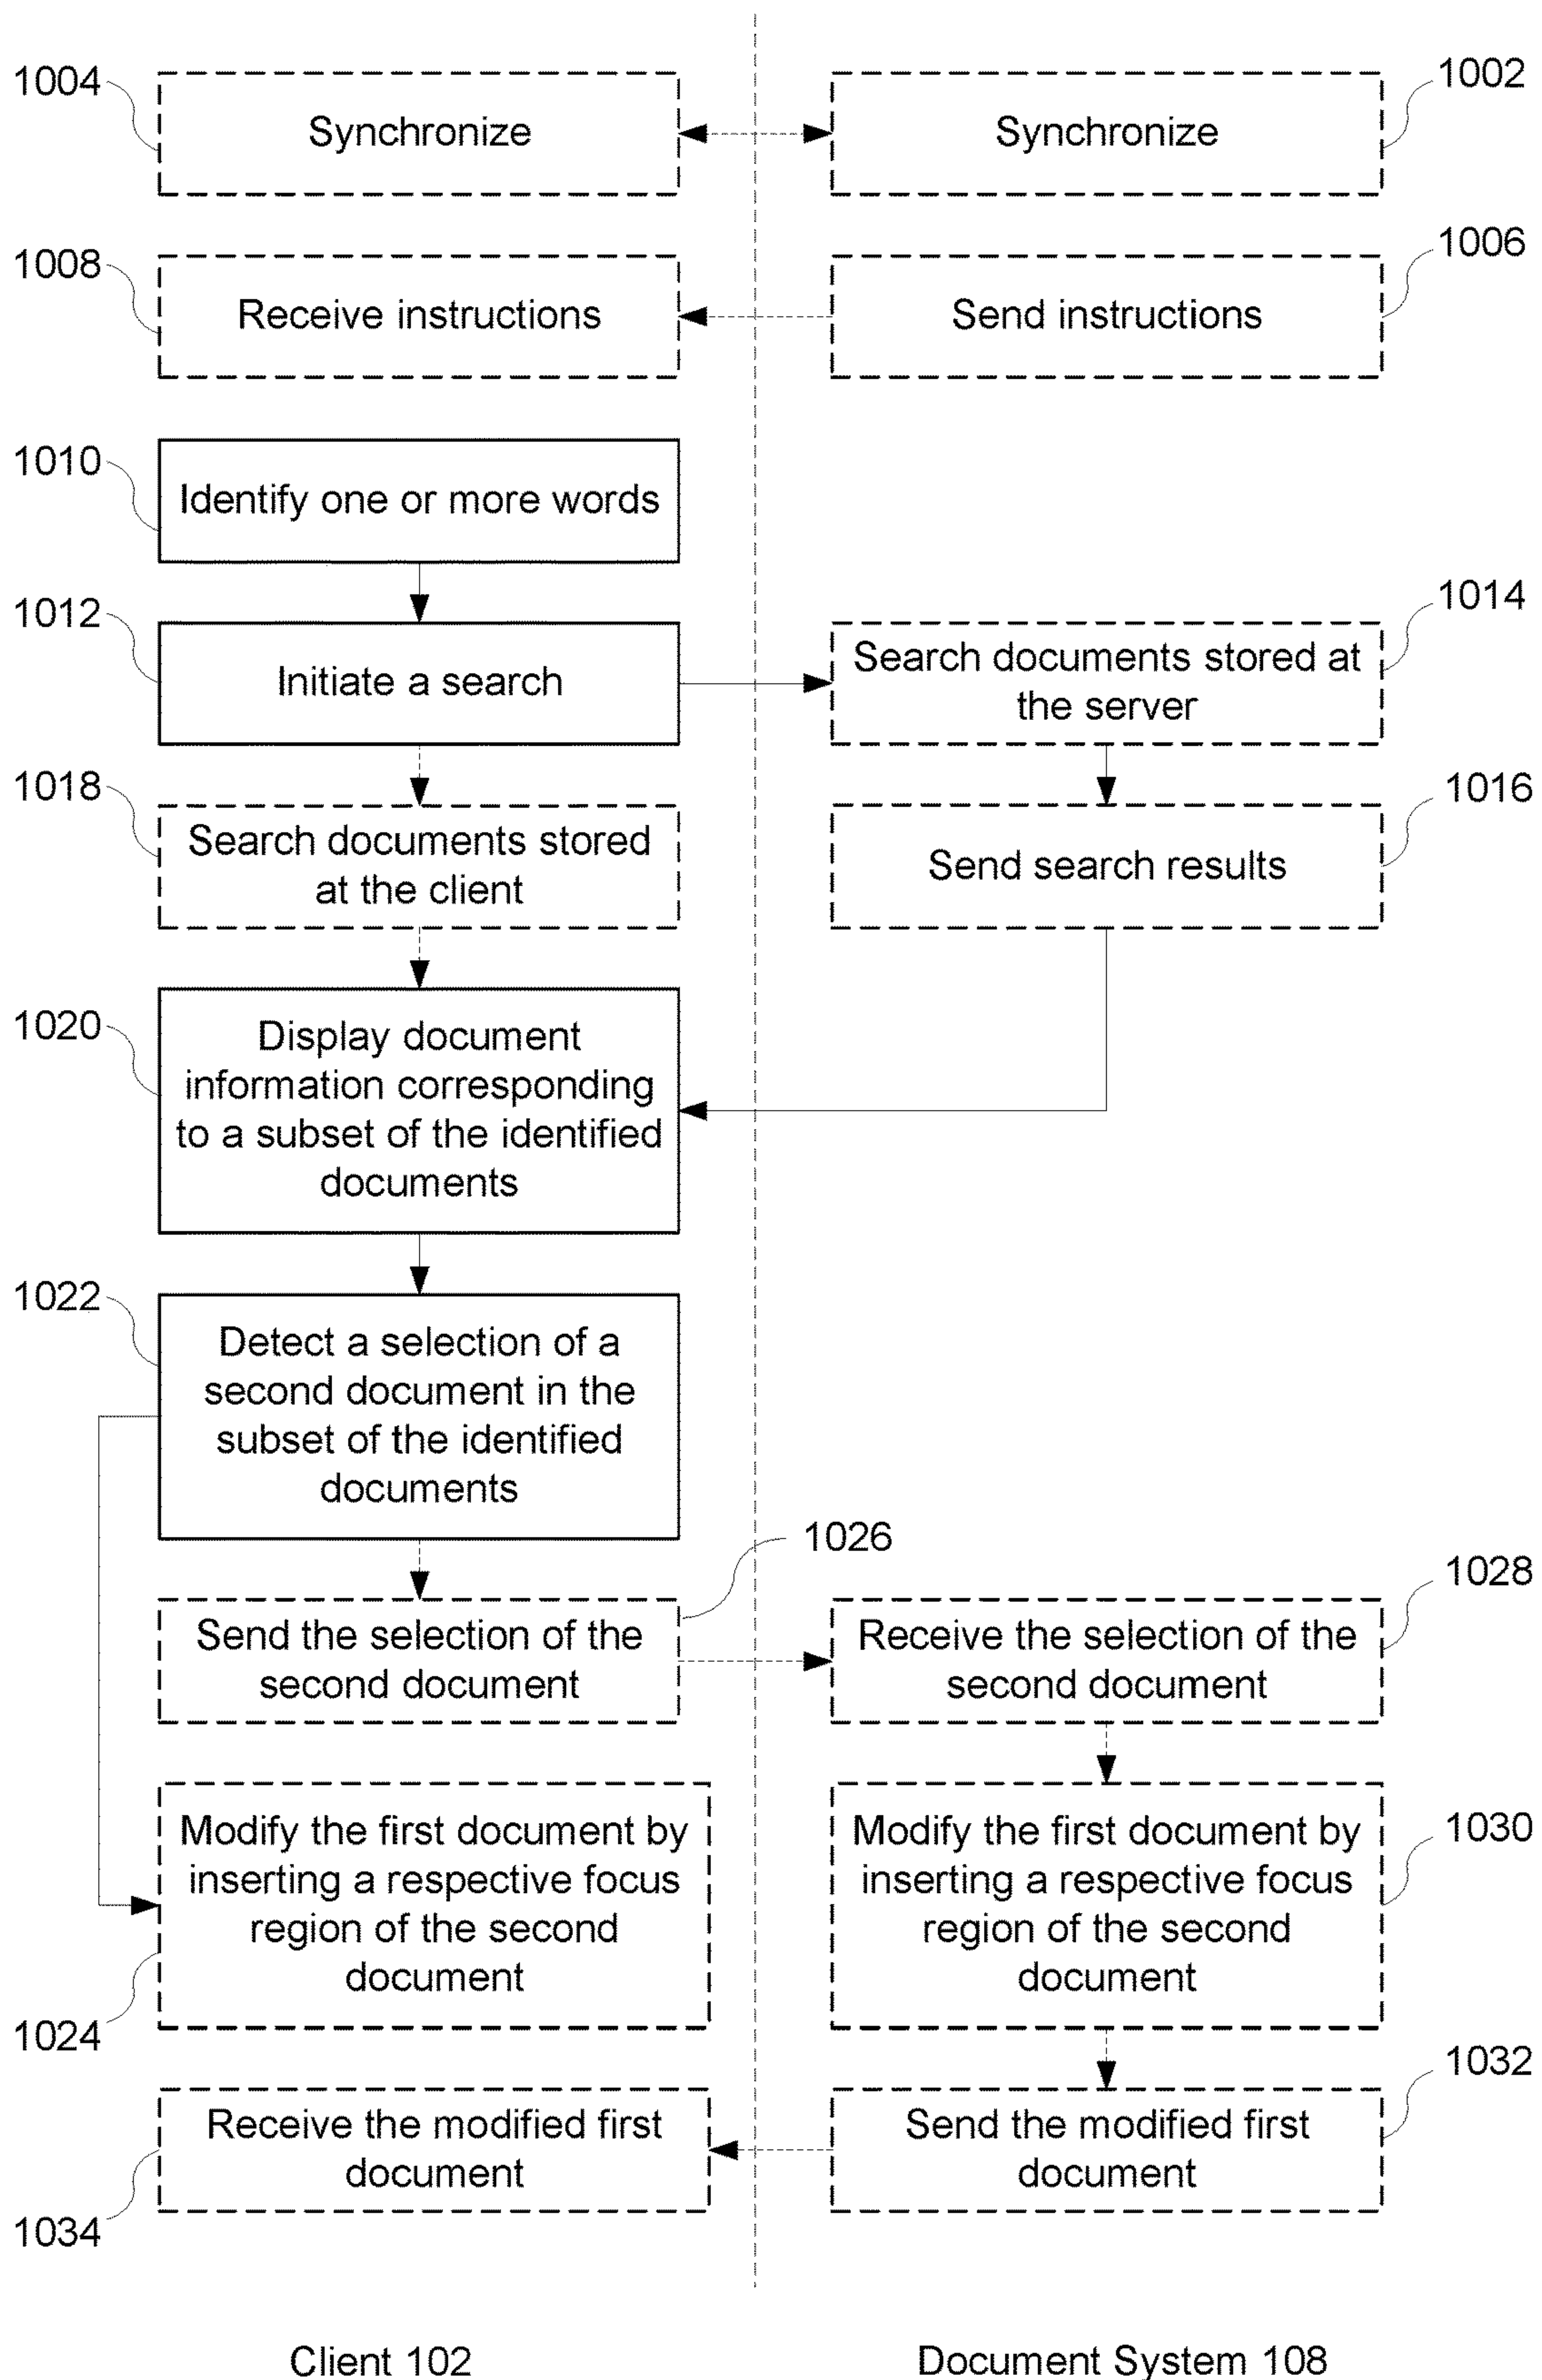 1004
Synchronize
Synchronize
1002
1008
Receive instructions
Send instructions
1006
1010
Identify one or more words
1012
Initiate a search
Search documents stored at
the server
1014
1018
Search documents stored
at the client
Send search results
1016
1020
Display document
information corresponding
to a subset of the identified
documents
1022
Detect a selection of a
second document in the
subset of the identified
documents
1026
Send the selection of the
second document
Receive the selection of the
second document
1028
Modify the first document by
inserting a respective focus
region of the second
document
1024
Modify the first document by
inserting a respective focus
region of the second
document
1030
Receive the modified first
document
1034
Send the modified first
document
1032
Client 102
Document System 108